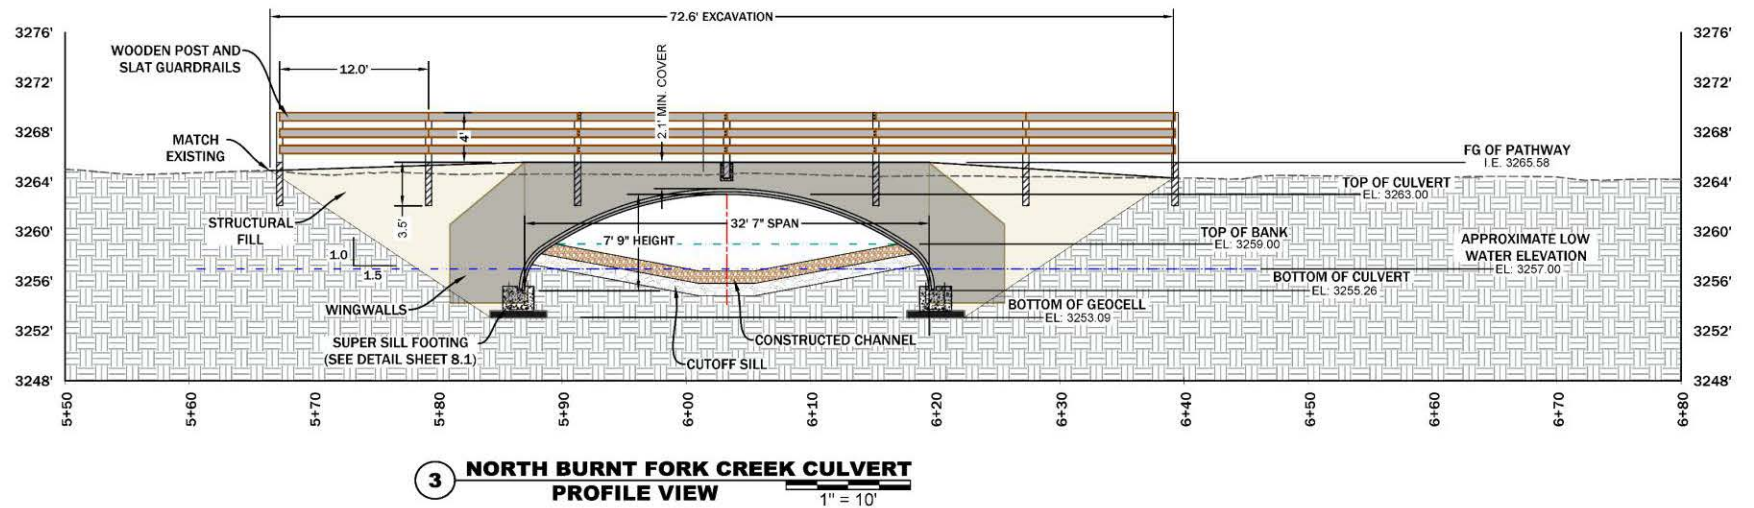 72.6' EXCAVATION
3276'
3276'
WOODEN POST AND
SLAT GUARDRAILS
12.0'
2.1' MIN. COVER
3272'
3272'
4'
3268'
3268'
MATCH
EXISTING
FG OF PATHWAY
I.E. 3265.58
3264'
3264'
TOP OF CULVERT
EL: 3263.00
STRUCTURAL
FILL
3.5'
32' 7" SPAN
7' 9" HEIGHT
3260'
3260'
TOP OF BANK
EL: 3259.00
APPROXIMATE LOW
WATER ELEVATION
EL: 3257.00
1.0
1.5
3256'
3256'
BOTTOM OF CULVERT
EL: 3255.26
WINGWALLS
BOTTOM OF GEOCELL
EL: 3253.09
3252'
3252'
SUPER SILL FOOTING
(SEE DETAIL SHEET 8.1)
CONSTRUCTED CHANNEL
CUTOFF SILL
3248'
3248'
5+50
5+60
5+70
5+80
5+90
6+00
6+10
6+20
6+30
6+40
6+50
6+60
6+70
6+80
3 NORTH BURNT FORK CREEK CULVERT
PROFILE VIEW
1" = 10'